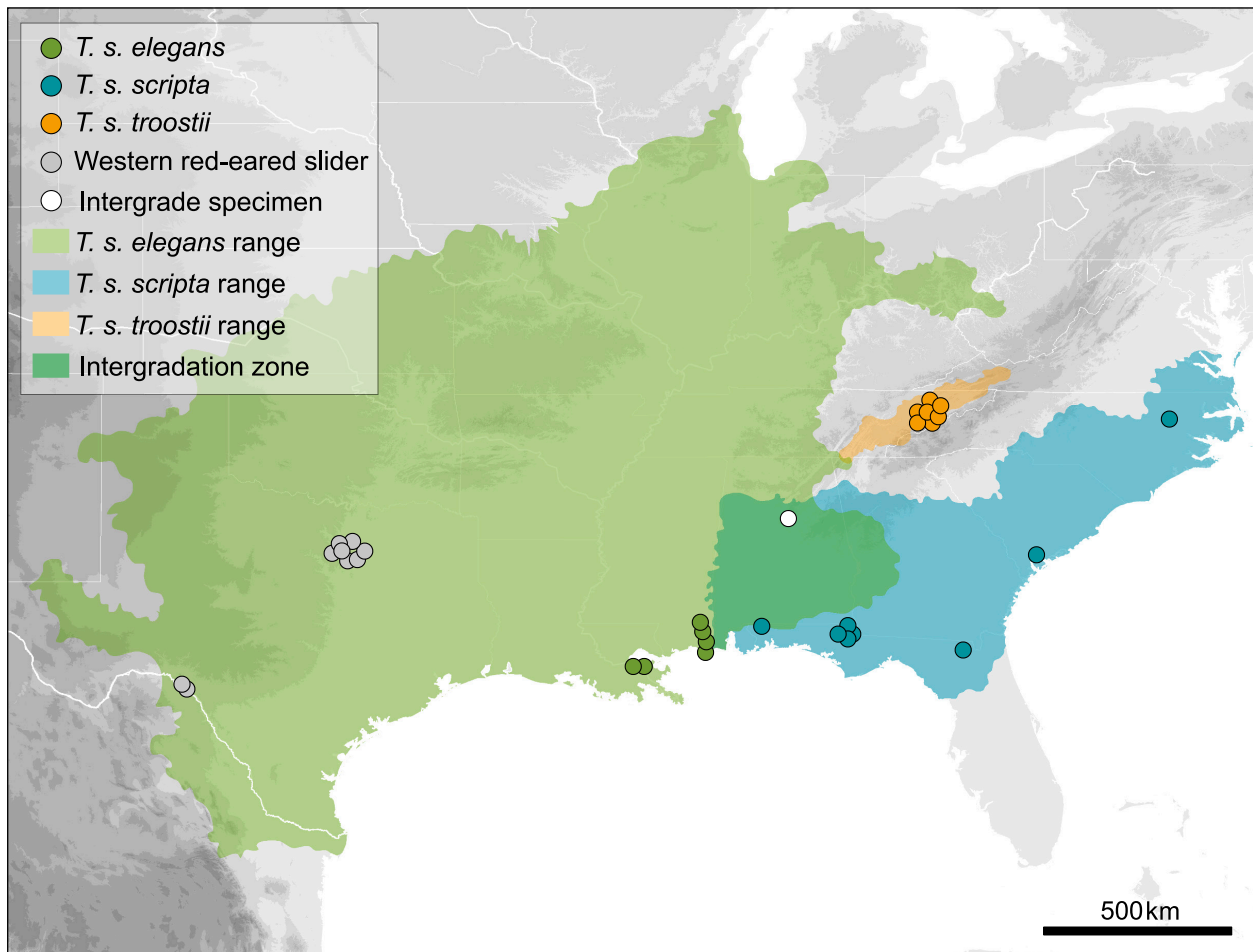 T. s. elegans
T. s. scripta
T. s. troostii
Western red-eared slider
Intergrade specimen
T. s. elegans range
T. s. scripta range
T. s. troostii range
Intergradation zone
500 km